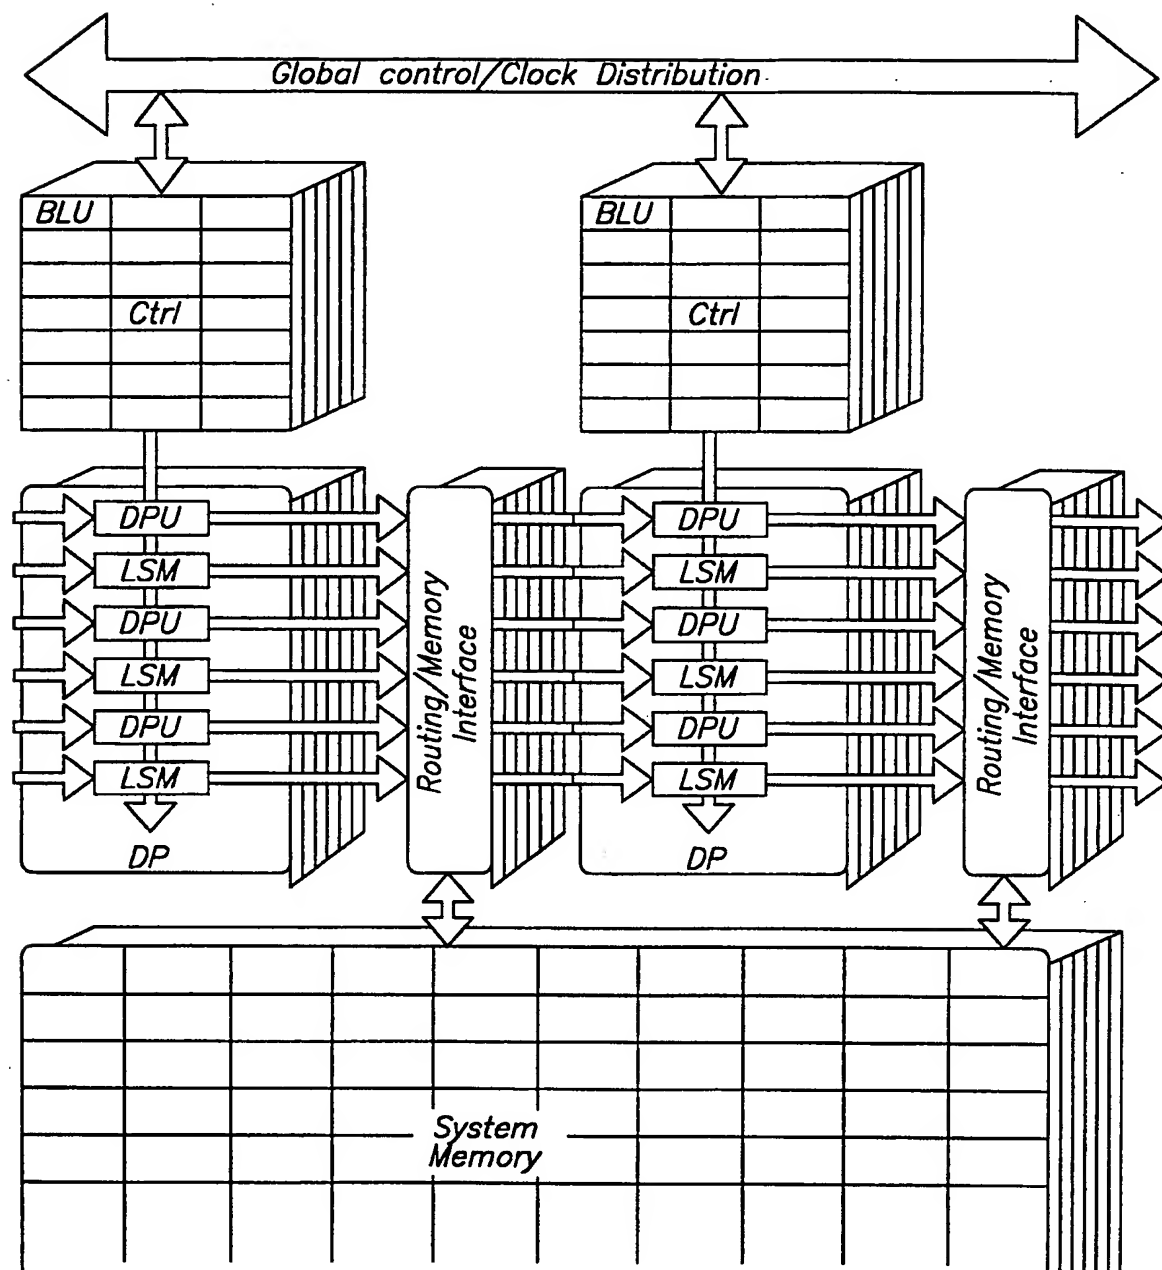 Global control/Clock Distribution
BLU
Ctrl
BLU
Ctrl
DPU
LSM
DPU
LSM
DPU
LSM
DP
Routing/Memory
Interface
DPU
LSM
DPU
LSM
DPU
LSM
DP
Routing/Memory
Interface
System
Memory